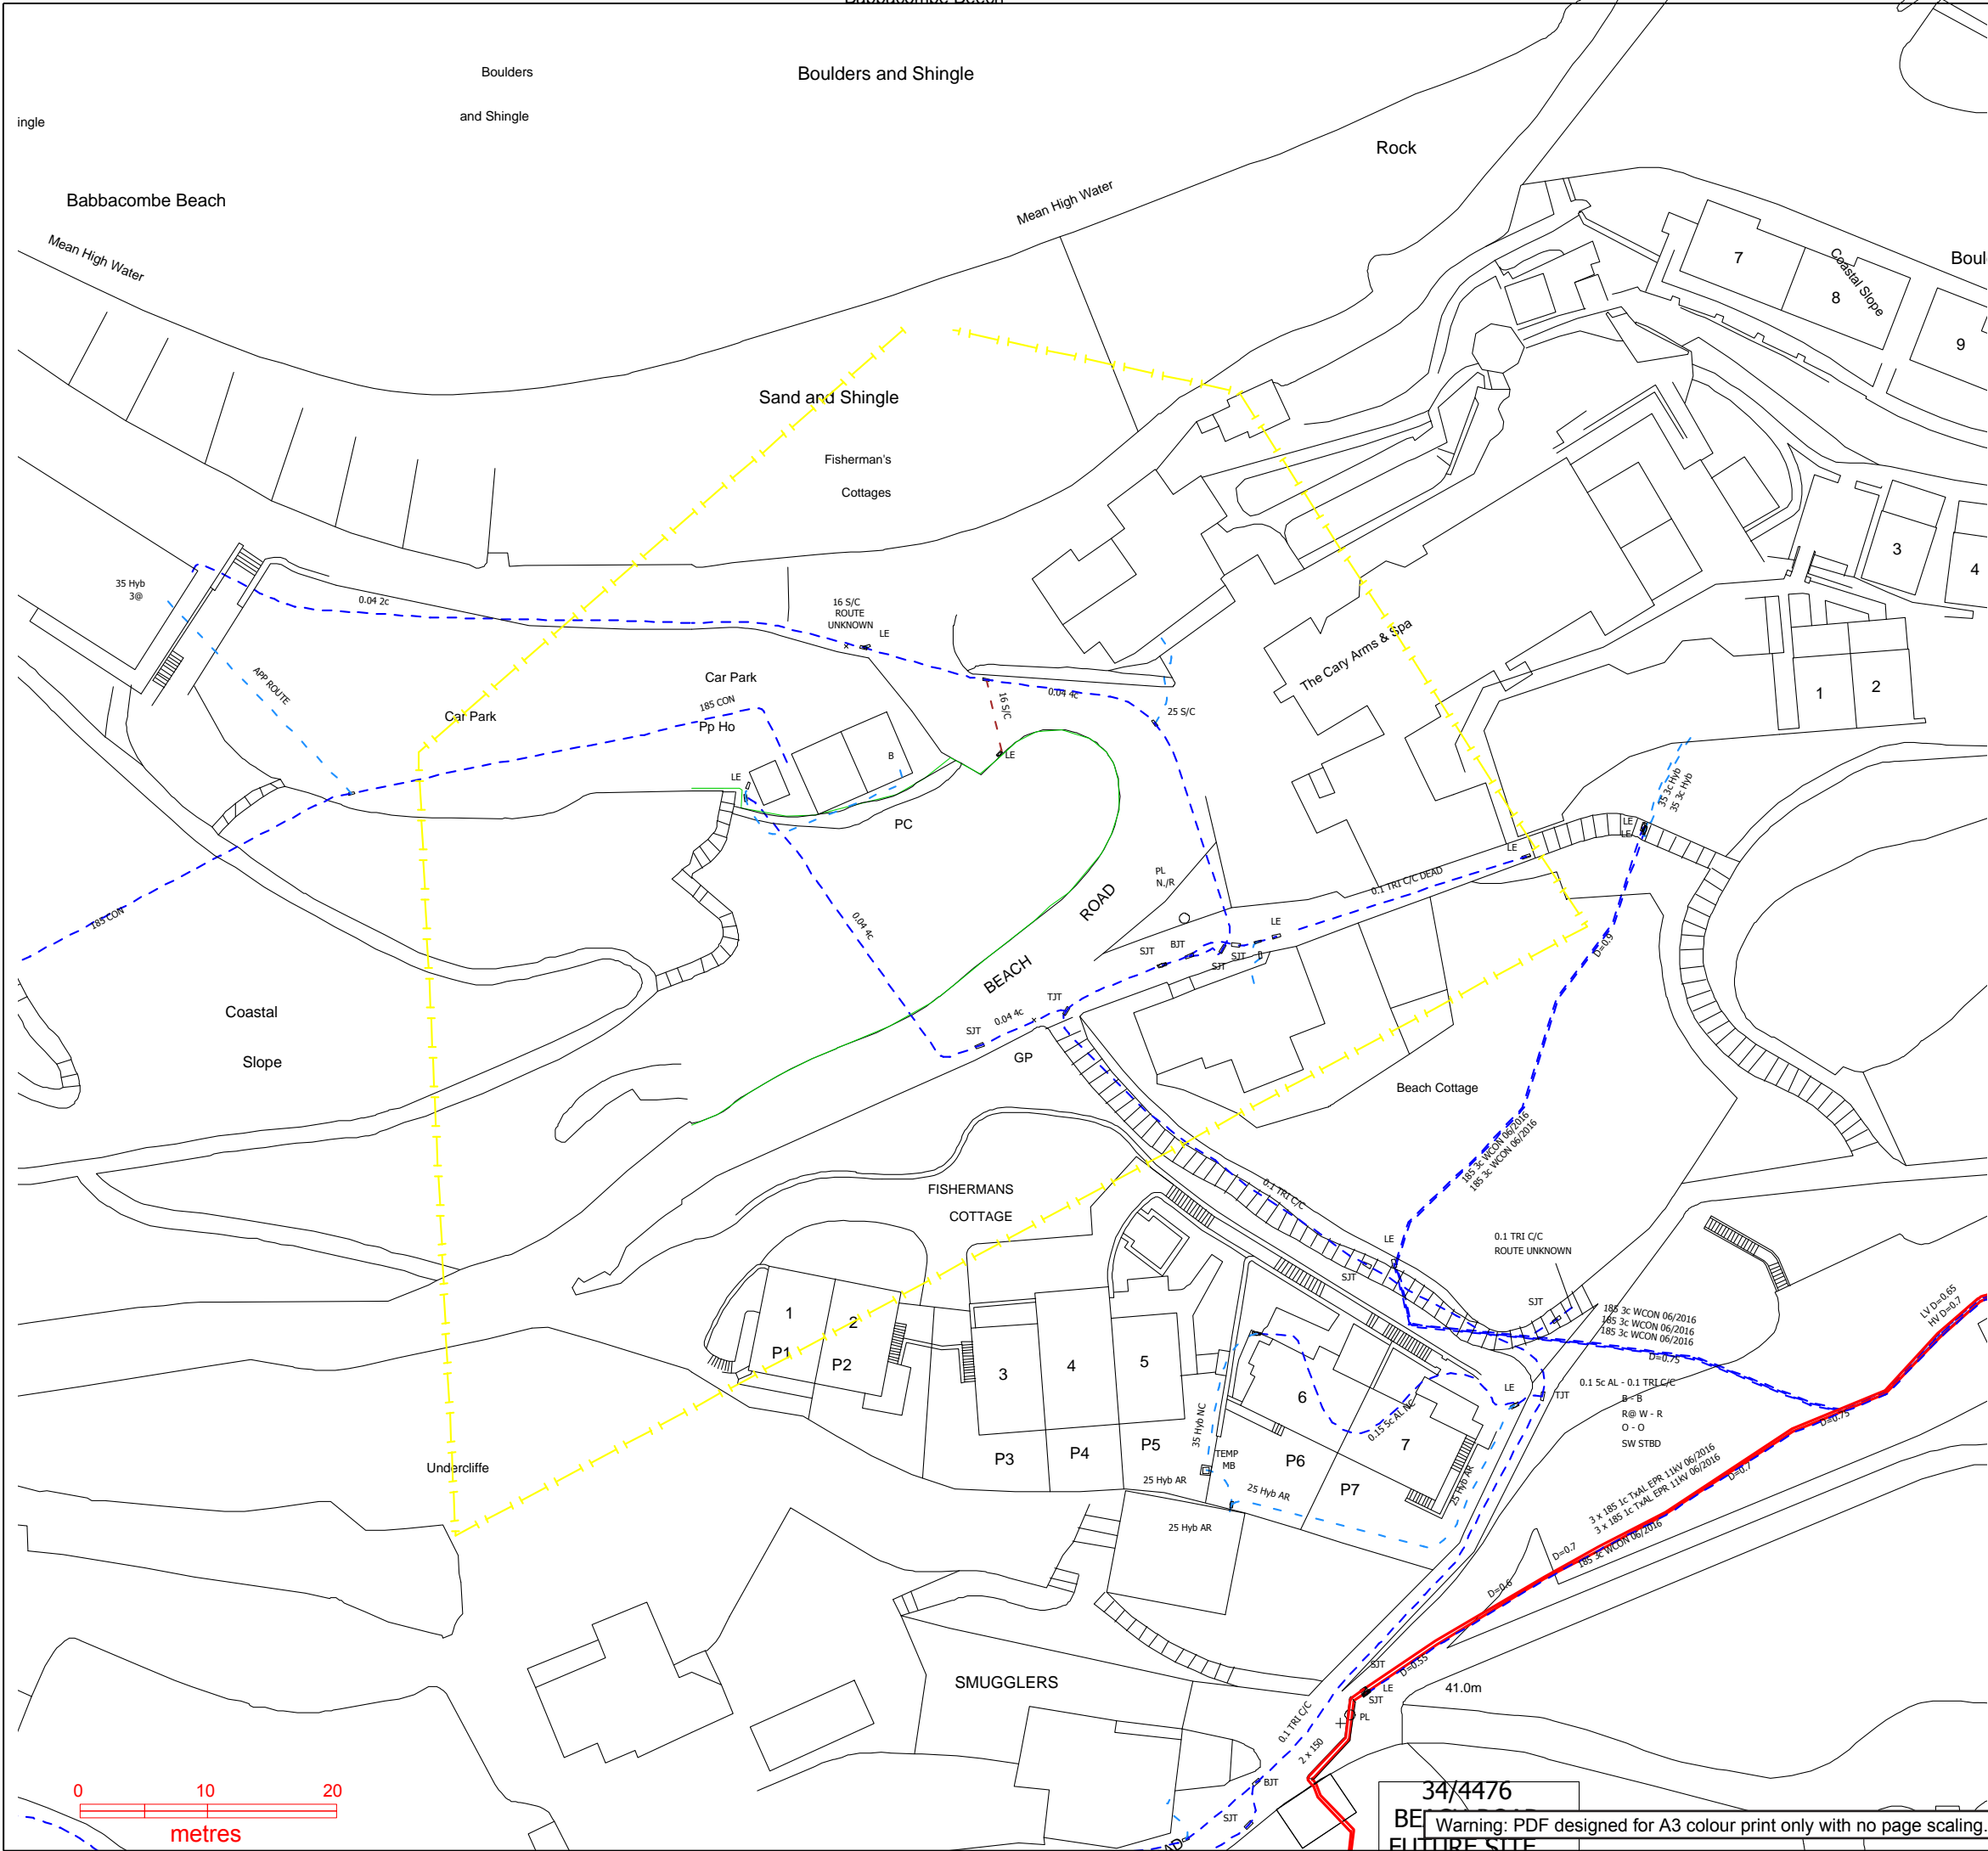 Boulders
and Shingle
Boulders and Shingle
ingle
Rock
Babbacombe Beach
Mean High Water
Mean High Water
7
8
Coastal Slope
Boul
9
Sand and Shingle
Fisherman's
Cottages
3
4
35 Hyb
3@
0.04 2c
16 S/C
ROUTE
UNKNOWN
LE
APP ROUTE
Car Park
Car Park
185 CON
Pp Ho
16 S/C
0.04 4c
25 S/C
The Cary Arms & Spa
1
2
B
LE
LE
PC
35 3c Hyb
35 3c Hyb
LE
LE
LE
185 CON
0.04 4c
BEACH
ROAD
PL
N./R
0.1 TRI C/C DEAD
LE
SJT
BJT
SJT
SJT
D=0.9
Coastal
Slope
SJT
0.04 4c
TJT
GP
Beach Cottage
185 3c WCON 06/2016
185 3c WCON 06/2016
FISHERMANS
COTTAGE
0.1 TRI C/C
LE
SJT
0.1 TRI C/C
ROUTE UNKNOWN
SJT
185 3c WCON 06/2016
185 3c WCON 06/2016
185 3c WCON 06/2016
D=0.75
LV D=0.65
HV D=0.7
1
2
P1
P2
3
4
5
6
7
P3
P4
P5
P6
P7
35 Hyb NC
0.15 5c AL NC
LE
TJT
0.1 5c AL - 0.1 TRI C/C
B - B
R@ W - R
O - O
SW STBD
D=0.75
TEMP
MB
25 Hyb AR
25 Hyb AR
25 Hyb AR
25 Hyb AR
3 x 185 1c TxAL EPR 11kV 06/2016
3 x 185 1c TxAL EPR 11kV 06/2016
185 3c WCON 06/2016
D=0.7
D=0.7
D=0.6
D=0.55
Undercliffe
SMUGGLERS
SJT
LE
SJT
PL
41.0m
0.1 TRI C/C
2 x 150
BJT
SJT
0
10
20
metres
34/4476
FUTURE SITE
Warning: PDF designed for A3 colour print only with no page scaling.